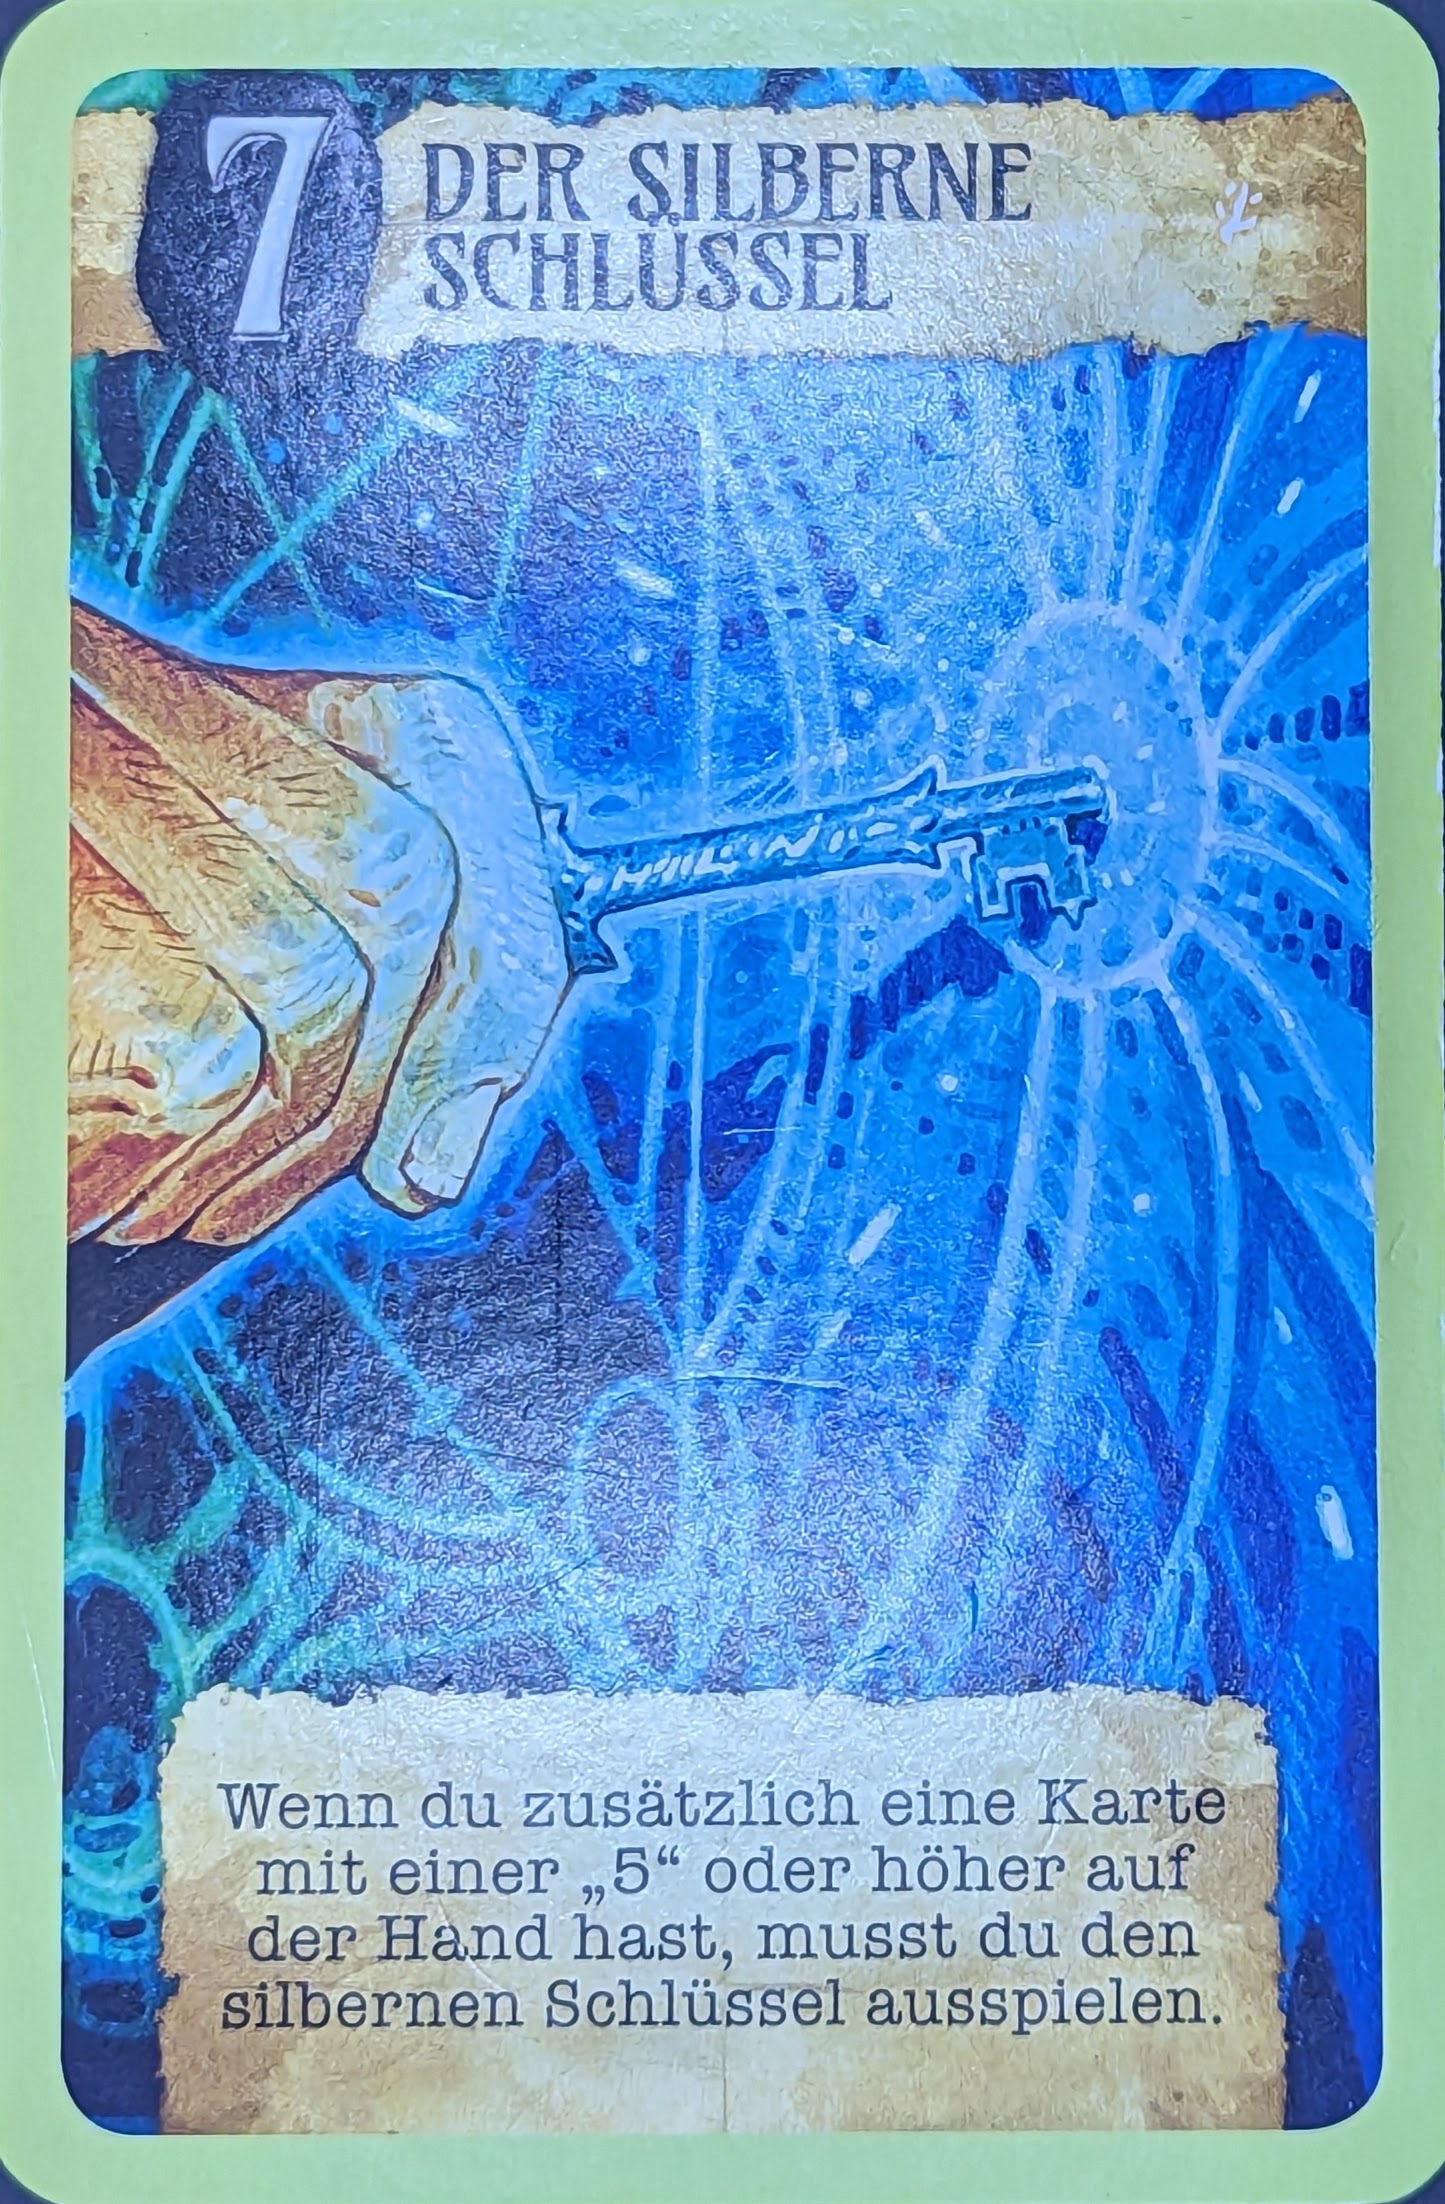 7
DER SILBERNE
SCHLÜSSEL
Wenn du zusätzlich eine Karte
mit einer „5“ oder höher auf
der Hand hast, musst du den
silbernen Schlüssel ausspielen.